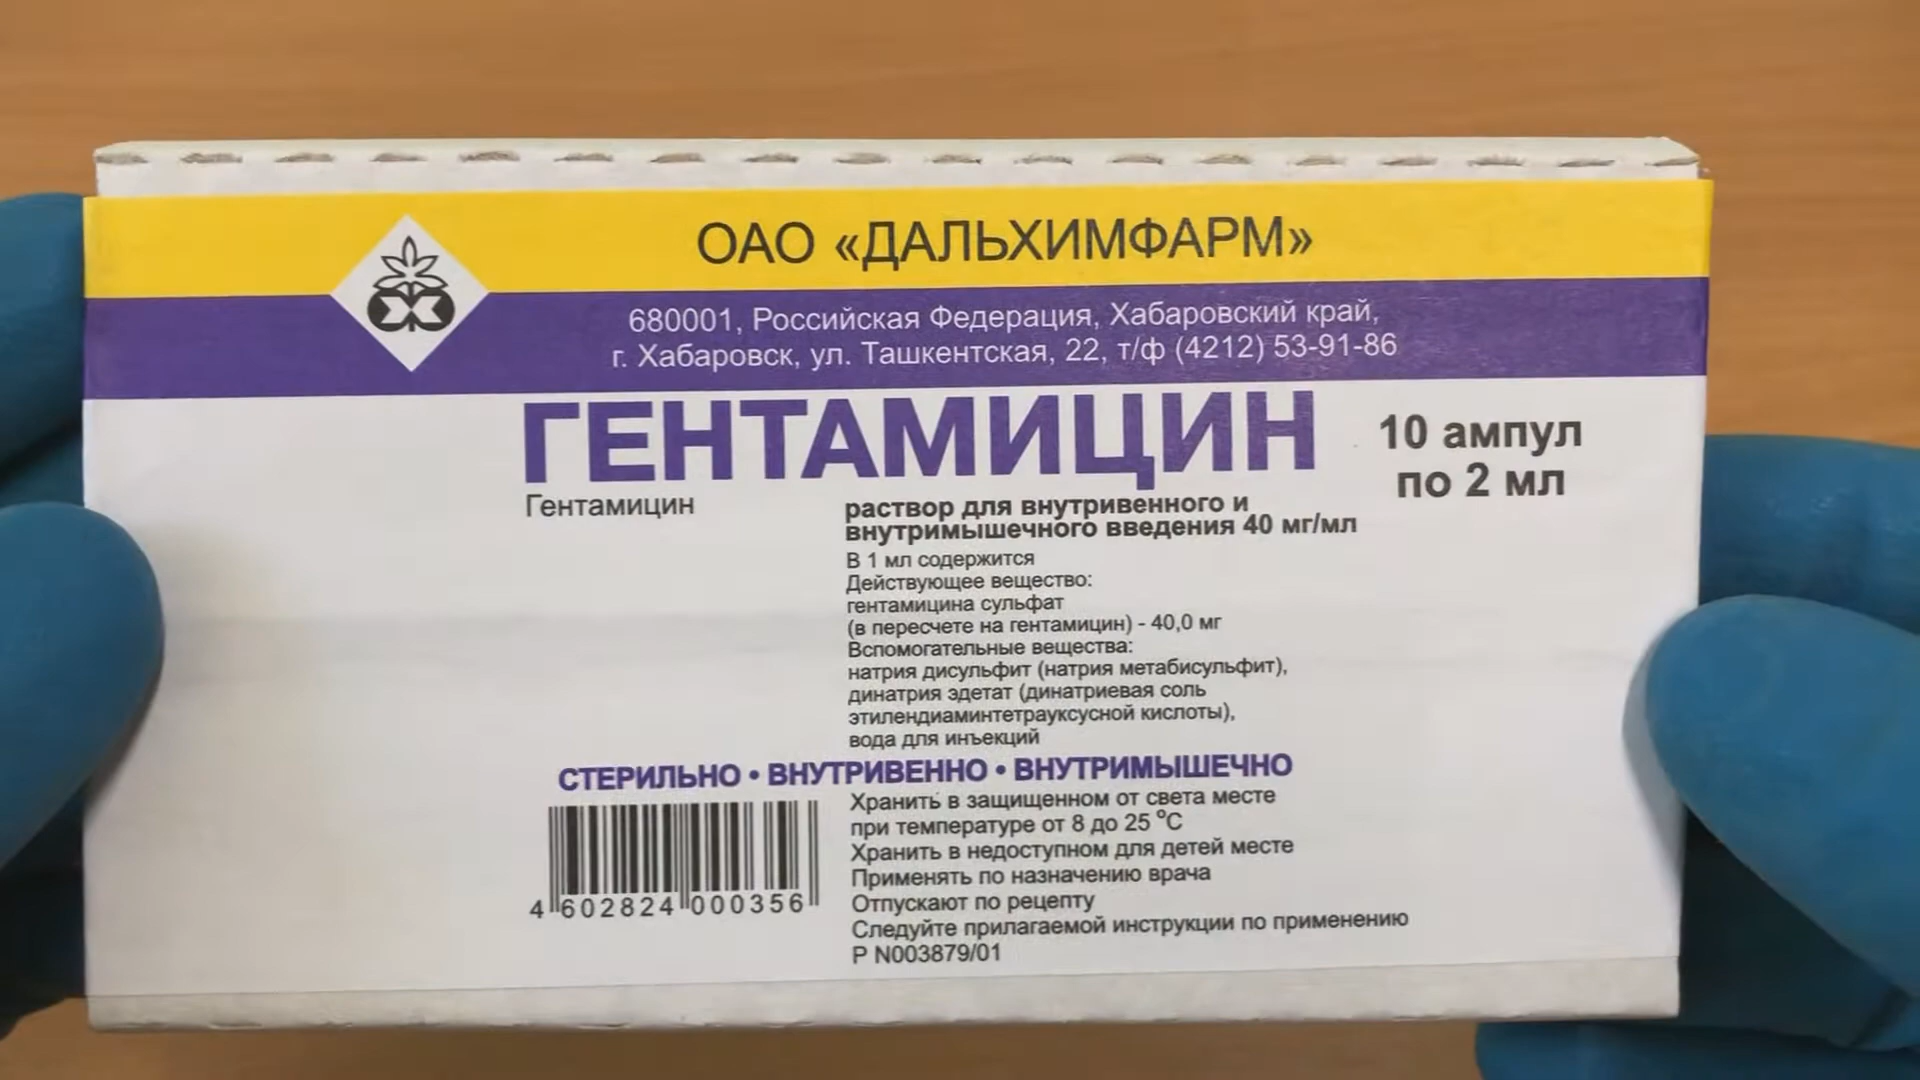 ОАО «ДАЛЬХИМФАРМ»
680001, Российская Федерация, Хабаровский край,
г. Хабаровск, ул. Ташкентская, 22, т/ф (4212) 53-91-86
ГЕНТАМИЦИН
10 ампул
по 2 мл
Гентамицин
раствор для внутривенного и
внутримышечного введения 40 мг/мл
В 1 мл содержится
Действующее вещество:
гентамицина сульфат
(в пересчете на гентамицин) - 40,0 мг
Вспомогательные вещества:
натрия дисульфит (натрия метабисульфит),
динатрия эдетат (динатриевая соль
этилендиаминтетрауксусной кислоты),
вода для инъекций
СТЕРИЛЬНО • ВНУТРИВЕННО • ВНУТРИМЫШЕЧНО
Хранить в защищенном от света месте
при температуре от 8 до 25 °С
Хранить в недоступном для детей месте
Применять по назначению врача
Отпускают по рецепту
Следуйте прилагаемой инструкции по применению
Р N003879/01
4 602824 000356